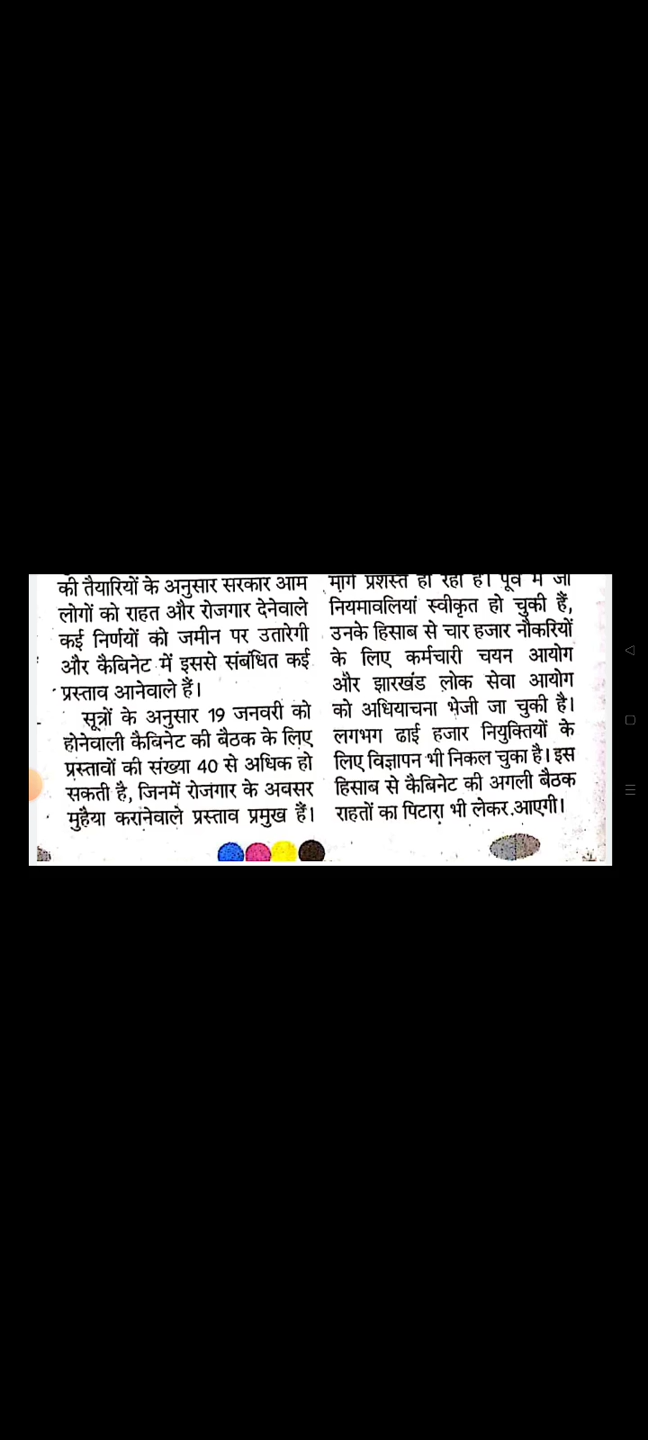 की तैयारियों के अनुसार सरकार आम
लोगों को राहत और रोजगार देनेवाले
कई निर्णयों को जमीन पर उतारेगी
और कैबिनेट में इससे संबंधित कई
प्रस्ताव आनेवाले हैं।
सूत्रों के अनुसार 19 जनवरी को
होनेवाली कैबिनेट की बैठक के लिए
प्रस्तावों की संख्या 40 से अधिक हो
सकती है, जिनमें रोजगार के अवसर
मुहैया करानेवाले प्रस्ताव प्रमुख हैं।
मार्ग प्रशस्त हो रहा है। पूर्व में जो
नियमावलियां स्वीकृत हो चुकी हैं,
उनके हिसाब से चार हजार नौकरियों
के लिए कर्मचारी चयन आयोग
और झारखंड लोक सेवा आयोग
को अधियाचना भेजी जा चुकी है।
लगभग ढाई हजार नियुक्तियों के
लिए विज्ञापन भी निकल चुका है। इस
हिसाब से कैबिनेट की अगली बैठक
राहतों का पिटारा भी लेकर आएगी।